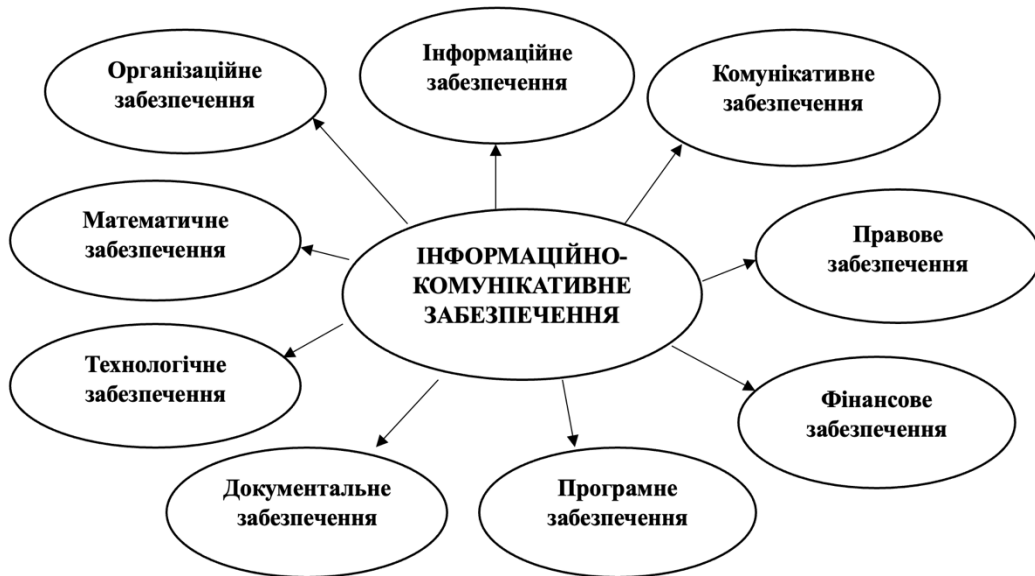 Організаційне
забезпечення
Інформаційне
забезпечення
Комунікативне
забезпечення
Математичне
забезпечення
ІНФОРМАЦІЙНО-
КОМУНІКАТИВНЕ
ЗАБЕЗПЕЧЕННЯ
Правове
забезпечення
Технологічне
забезпечення
Фінансове
забезпечення
Документальне
забезпечення
Програмне
забезпечення